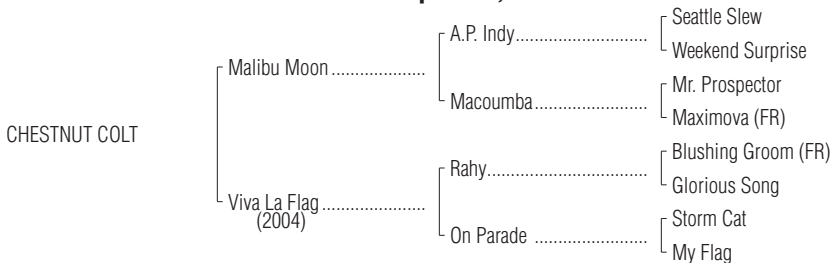 Seattle Slew
A.P. Indy....................................
Weekend Surprise
Malibu Moon .....................
Mr. Prospector
Macoumba...............................
Maximova (FR)
CHESTNUT COLT
Blushing Groom (FR)
Rahy..........................................
Glorious Song
Viva La Flag.......................
(2004)
Storm Cat
On Parade ...............................
My Flag